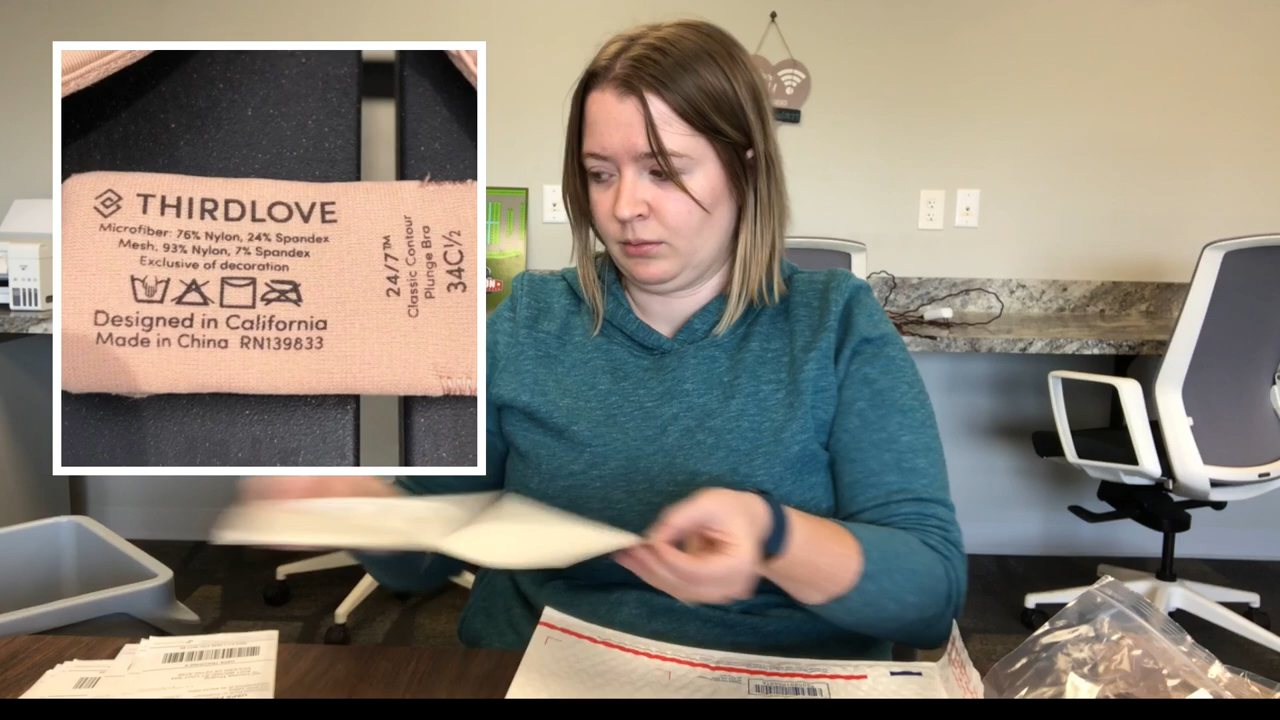 THIRDLOVE
Microfiber: 76% Nylon, 24% Spandex
Mesh, 93% Nylon, 7% Spandex
Exclusive of decoration
Designed in California
Made in China RN139833
24/7™
Classic Contour
Plunge Bra
34C½